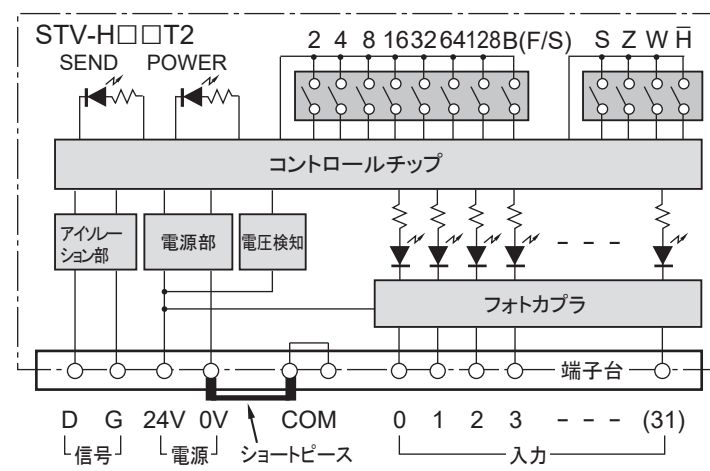 STV-H□□T2
SEND POWER
2 4 8 16 32 64 128 B(F/S) S Z W H̅
コントロールチップ
アイソレー
ション部
電源部
電圧検知
フォトカプラ
端子台
D G 24V 0V COM 0 1 2 3 - - - (31)
信号 電源 ショートピース 入力